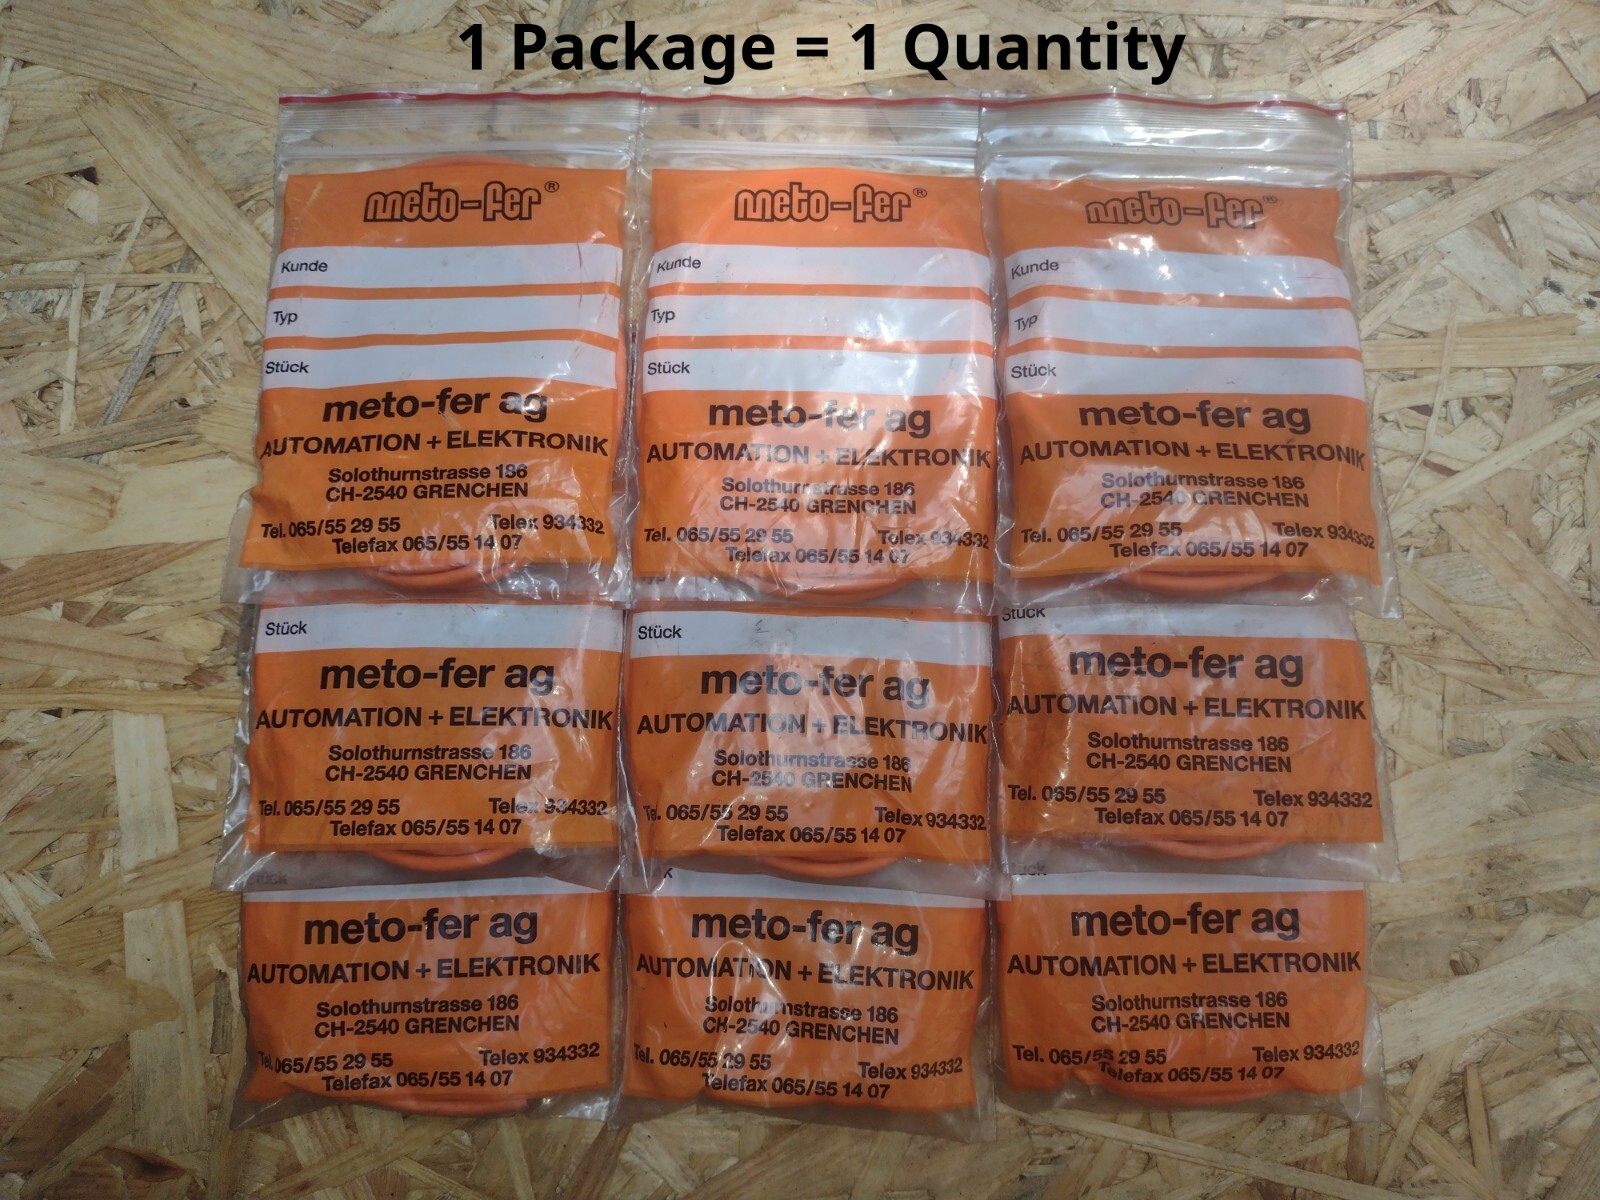 1 Package = 1 Quantity
meto-fer®
Kunde
Typ
Stück
meto-fer ag
AUTOMATION + ELEKTRONIK
Solothurnstrasse 186
CH-2540 GRENCHEN
Tel. 065/55 29 55 Telex 934332
Telefax 065/55 14 07
meto-fer®
Kunde
Typ
Stück
meto-fer ag
AUTOMATION + ELEKTRONIK
Solothurnstrasse 186
CH-2540 GRENCHEN
Tel. 065/55 29 55 Telex 934332
Telefax 065/55 14 07
meto-fer®
Kunde
Typ
Stück
meto-fer ag
AUTOMATION + ELEKTRONIK
Solothurnstrasse 186
CH-2540 GRENCHEN
Tel. 065/55 29 55 Telex 934332
Telefax 065/55 14 07
Stück
meto-fer ag
AUTOMATION + ELEKTRONIK
Solothurnstrasse 186
CH-2540 GRENCHEN
Tel. 065/55 29 55 Telex 934332
Telefax 065/55 14 07
Typ
Stück
meto-fer ag
AUTOMATION + ELEKTRONIK
Solothurnstrasse 186
CH-2540 GRENCHEN
Tel. 065/55 29 55 Telex 934332
Telefax 065/55 14 07
Stück
meto-fer ag
AUTOMATION + ELEKTRONIK
Solothurnstrasse 186
CH-2540 GRENCHEN
Tel. 065/55 29 55 Telex 934332
Telefax 065/55 14 07
Stück
meto-fer ag
AUTOMATION + ELEKTRONIK
Solothurnstrasse 186
CH-2540 GRENCHEN
Tel. 065/55 29 55 Telex 934332
Telefax 065/55 14 07
meto-fer ag
AUTOMATION + ELEKTRONIK
Solothurnstrasse 186
CH-2540 GRENCHEN
Tel. 065/55 29 55 Telex 934332
Telefax 065/55 14 07
meto-fer ag
AUTOMATION + ELEKTRONIK
Solothurnstrasse 186
CH-2540 GRENCHEN
Tel. 065/55 29 55 Telex 934332
Telefax 065/55 14 07